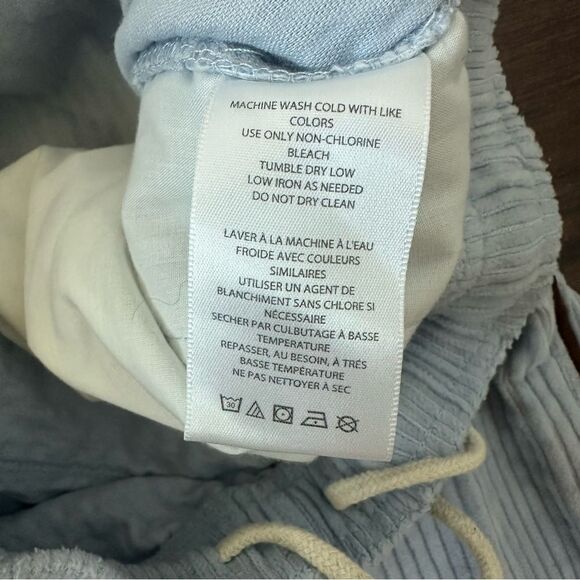 MACHINE WASH COLD WITH LIKE
COLORS
USE ONLY NON-CHLORINE
BLEACH
TUMBLE DRY LOW
LOW IRON AS NEEDED
DO NOT DRY CLEAN
LAVER À LA MACHINE À L'EAU
FROIDE AVEC COULEURS
SIMILAIRES
UTILISER UN AGENT DE
BLANCHIMENT SANS CHLORE SI
NÉCESSAIRE
SECHER PAR CULBUTAGE À BASSE
TEMPERATURE
REPASSER, AU BESOIN, À TRÉS
BASSE TEMPÉRATURE
NE PAS NETTOYER À SEC
30